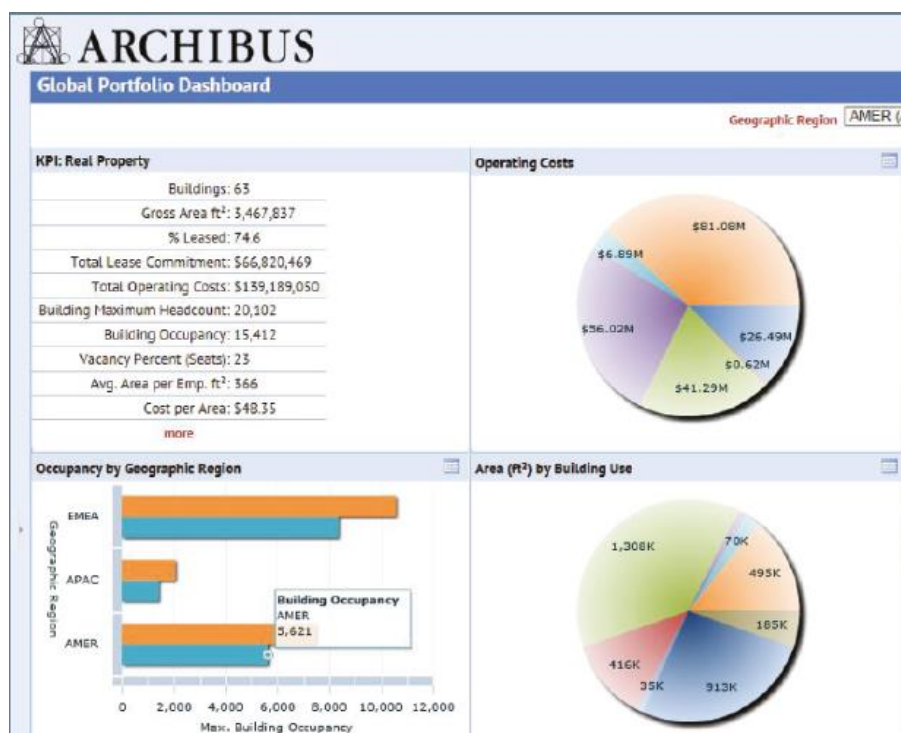 ARCHIBUS
Global Portfolio Dashboard
Geographic Region AMER (
KPI: Real Property
Buildings: 63
Gross Area ft²: 3,467,837
% Leased: 74.6
Total Lease Commitment: $66,820,469
Total Operating Costs: $139,189,050
Building Maximum Headcount: 20,102
Building Occupancy: 15,412
Vacancy Percent (Seats): 23
Avg. Area per Emp. ft²: 366
Cost per Area: $48.35
more
Operating Costs
$81.08M
$6.89M
$56.02M
$26.49M
$0.62M
$41.29M
Occupancy by Geographic Region
Geographic Region
EMEA
APAC
AMER
Building Occupancy
AMER
5,621
0 2,000 4,000 6,000 8,000 10,000 12,000
Max. Building Occupancy
Area (ft²) by Building Use
1,308K
70K
495K
185K
416K
35K
913K